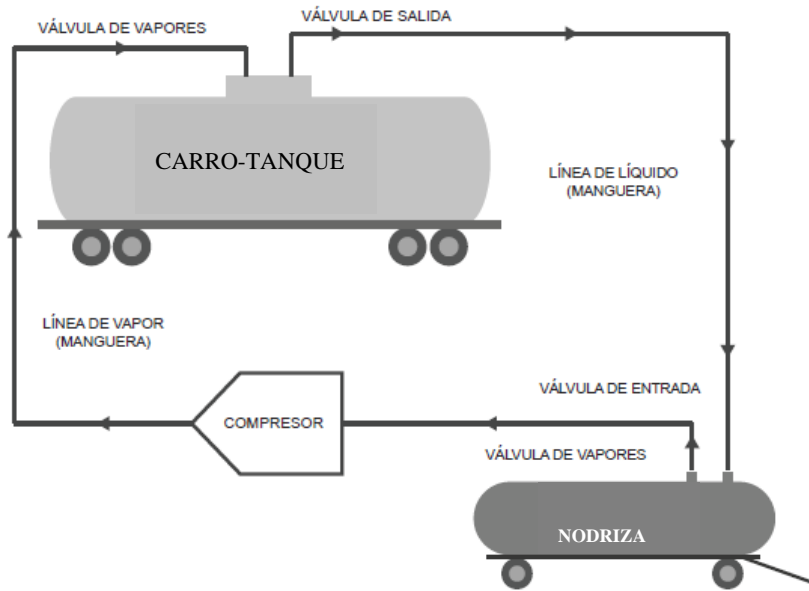 VÁLVULA DE VAPORES
VÁLVULA DE SALIDA
CARRO-TANQUE
LÍNEA DE LÍQUIDO
(MANGUERA)
LÍNEA DE VAPOR
(MANGUERA)
VÁLVULA DE ENTRADA
COMPRESOR
VÁLVULA DE VAPORES
NODRIZA